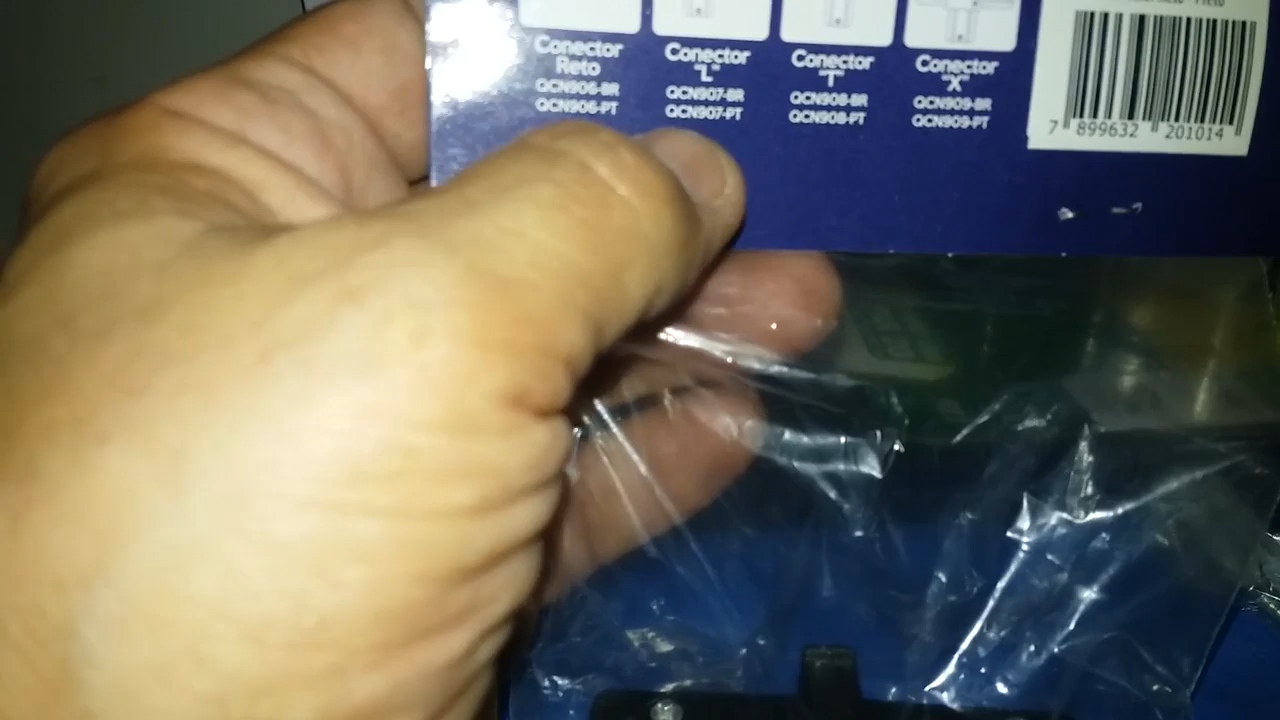 Conector
Reto
QCN906-BR
QCN906-PT
Conector
"L"
QCN907-BR
QCN907-PT
Conector
"T"
QCN908-BR
QCN908-PT
Conector
"X"
QCN909-BR
QCN909-PT
Preto
7 899632 201014